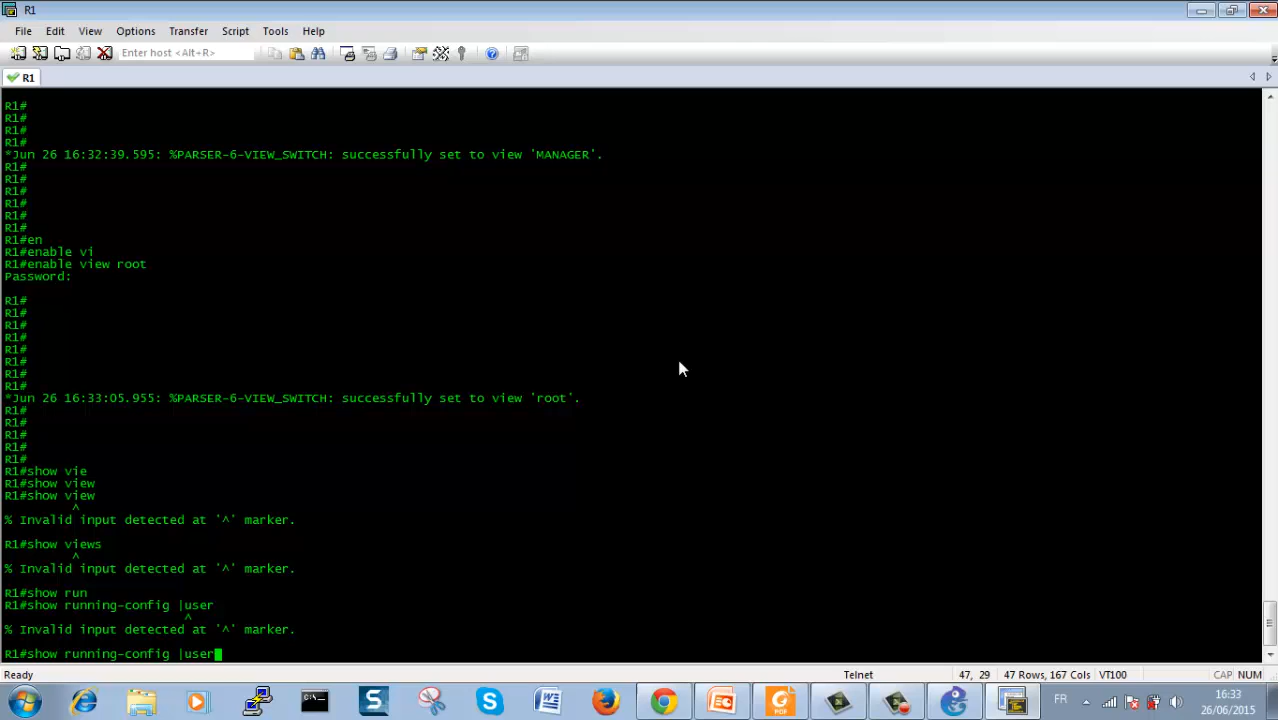 R1
File Edit View Options Transfer Script Tools Help
Enter host <Alt+R>
R1
R1#
R1#
R1#
R1#
*Jun 26 16:32:39.595: %PARSER-6-VIEW_SWITCH: successfully set to view 'MANAGER'.
R1#
R1#
R1#
R1#
R1#
R1#
R1#en
R1#enable vi
R1#enable view root
Password:
R1#
R1#
R1#
R1#
R1#
R1#
R1#
R1#
*Jun 26 16:33:05.955: %PARSER-6-VIEW_SWITCH: successfully set to view 'root'.
R1#
R1#
R1#
R1#
R1#
R1#show vie
R1#show view
R1#show view
^
% Invalid input detected at '^' marker.
R1#show views
^
% Invalid input detected at '^' marker.
R1#show run
R1#show running-config |user
^
% Invalid input detected at '^' marker.
R1#show running-config |user
Ready Telnet 47, 29 47 Rows, 167 Cols VT100 CAP NUM
FR 16:33
26/06/2015